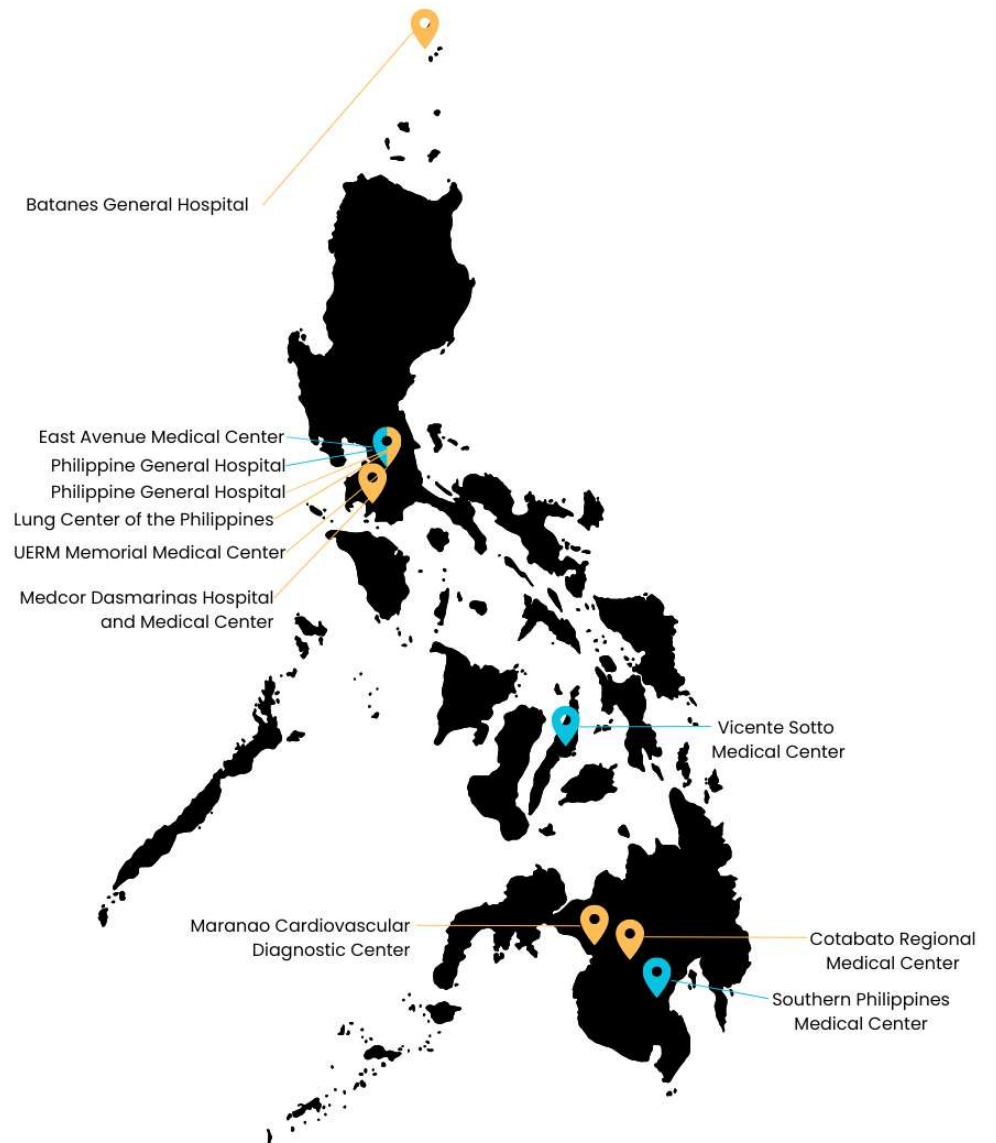 Batanes General Hospital
East Avenue Medical Center
Philippine General Hospital
Philippine General Hospital
Lung Center of the Philippines
UERM Memorial Medical Center
Medcor Dasmarinas Hospital
and Medical Center
Vicente Sotto
Medical Center
Maranao Cardiovascular
Diagnostic Center
Cotabato Regional
Medical Center
Southern Philippines
Medical Center